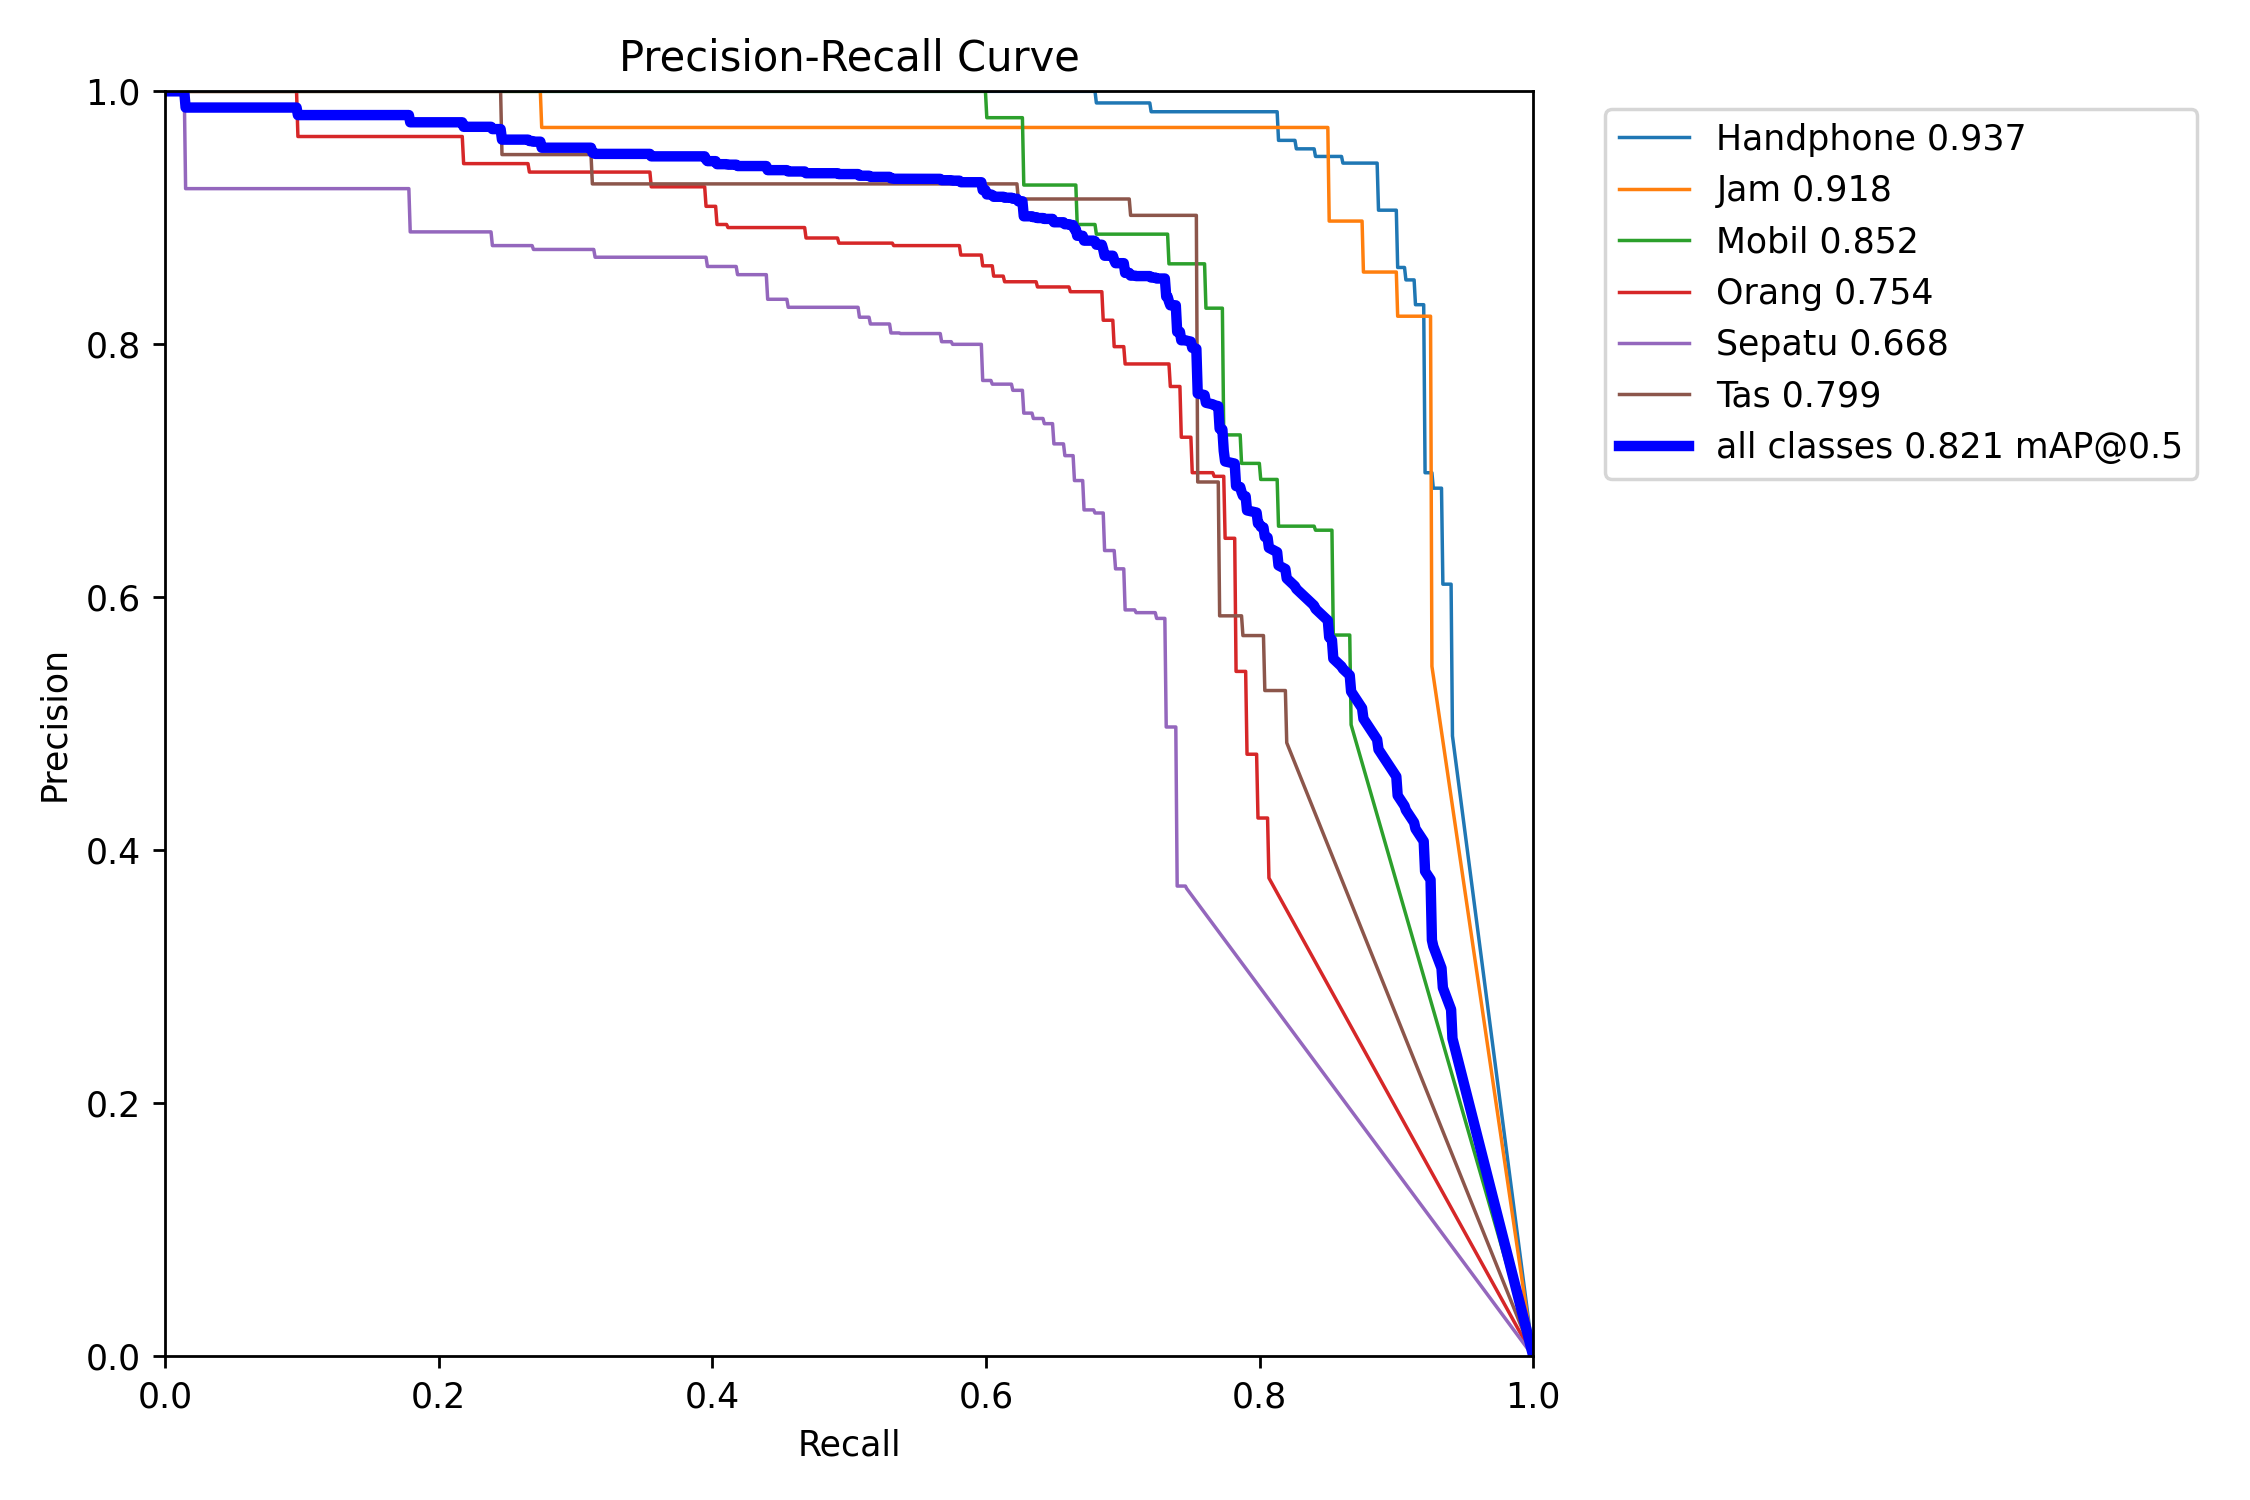 Precision-Recall Curve
1.0
0.8
0.6
0.4
0.2
0.0
Precision
0.0 0.2 0.4 0.6 0.8 1.0
Recall
Handphone 0.937
Jam 0.918
Mobil 0.852
Orang 0.754
Sepatu 0.668
Tas 0.799
all classes 0.821 mAP@0.5